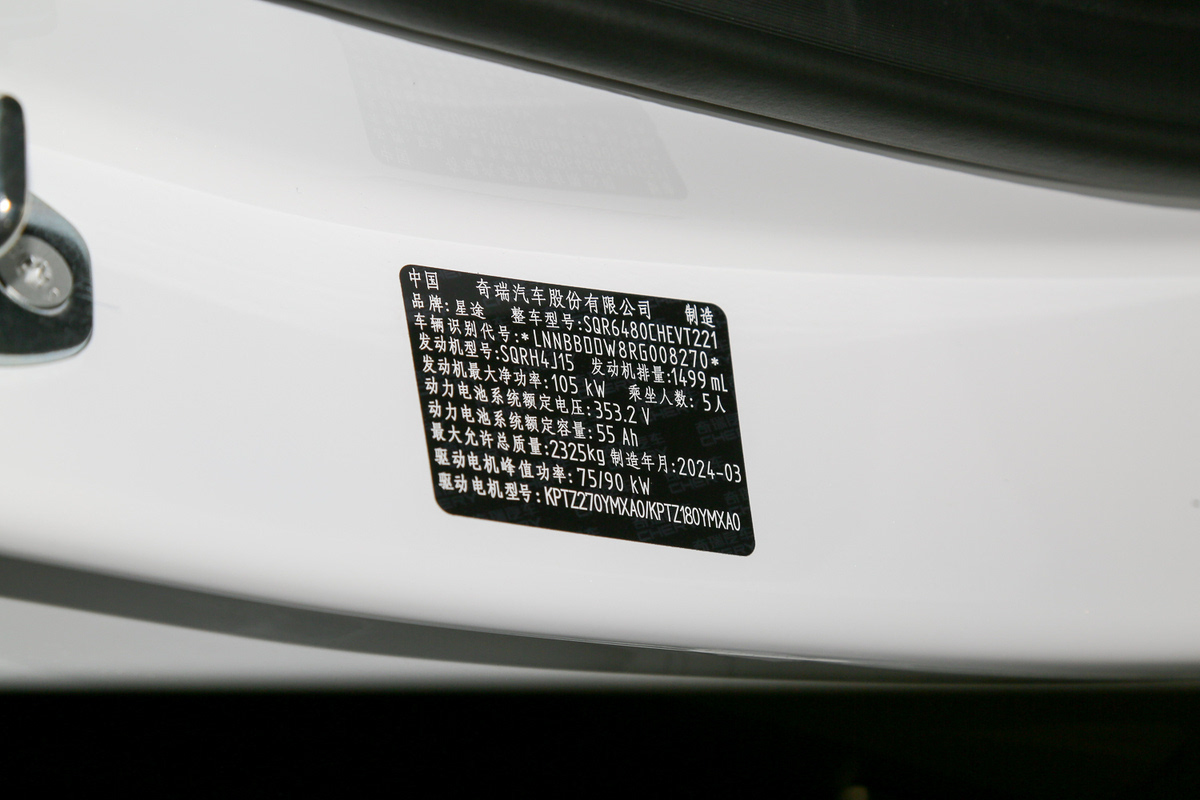 中国 奇瑞汽车股份有限公司 制造
品牌:星途 整车型号:SQR6480CHEVT221
车辆识别代号:*LNNBBDDW8RG008270*
发动机型号:SQRH4J15 发动机排量:1499 mL
发动机最大净功率:105 kW 乘坐人数:5人
动力电池系统额定电压:353.2 V
动力电池系统额定容量:55 Ah
最大允许总质量:2325kg 制造年月:2024-03
驱动电机峰值功率:75/90 kW
驱动电机型号:KPTZ270YMXA0/KPTZ180YMXA0